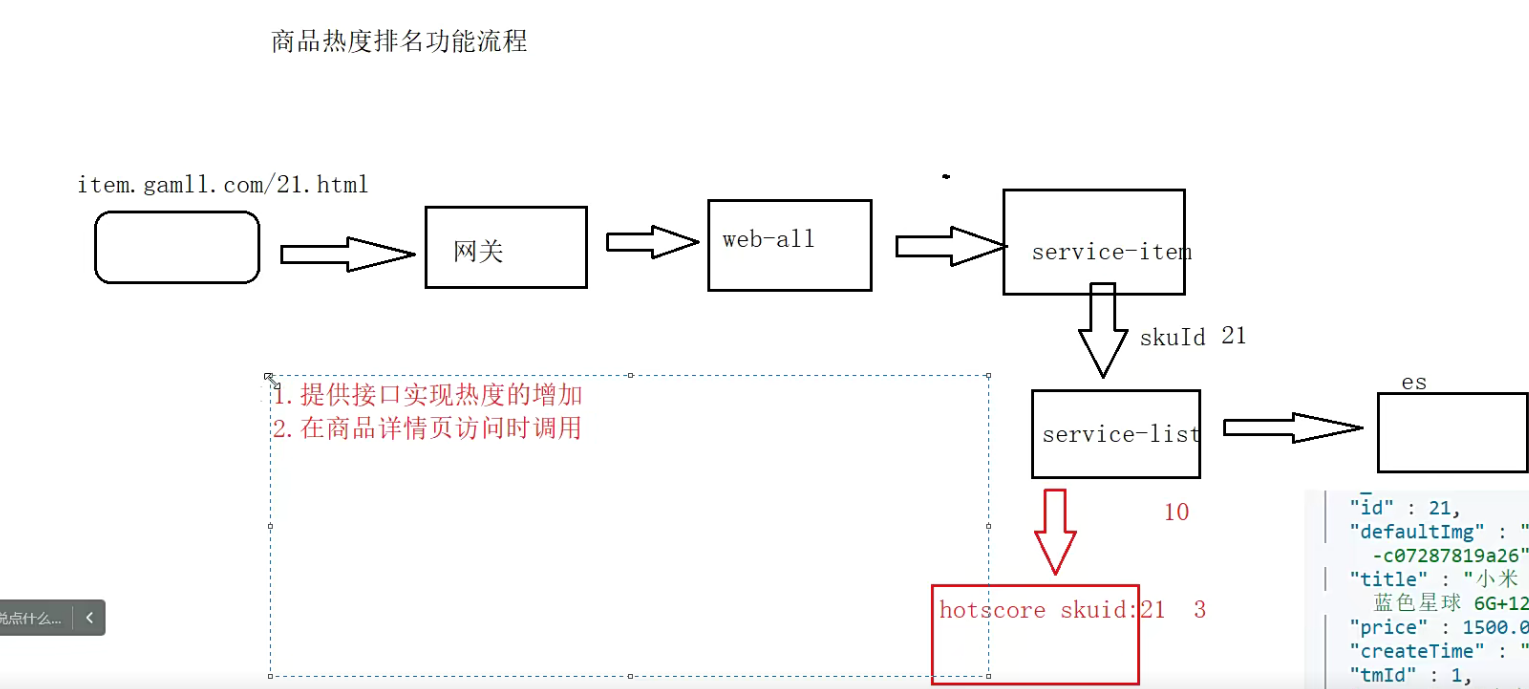 商品热度排名功能流程
item.gamll.com/21.html
网关
web-all
service-item
skuId 21
1.提供接口实现热度的增加
2.在商品详情页访问时调用
es
service-list
10
"id" : 21,
"defaultImg" : "
-c07287819a26"
"title" : "小米
蓝色星球 6G+12
"price" : 1500.0
"createTime" : "
"tmId" : 1,
hotscore skuid:21 3
说点什么...